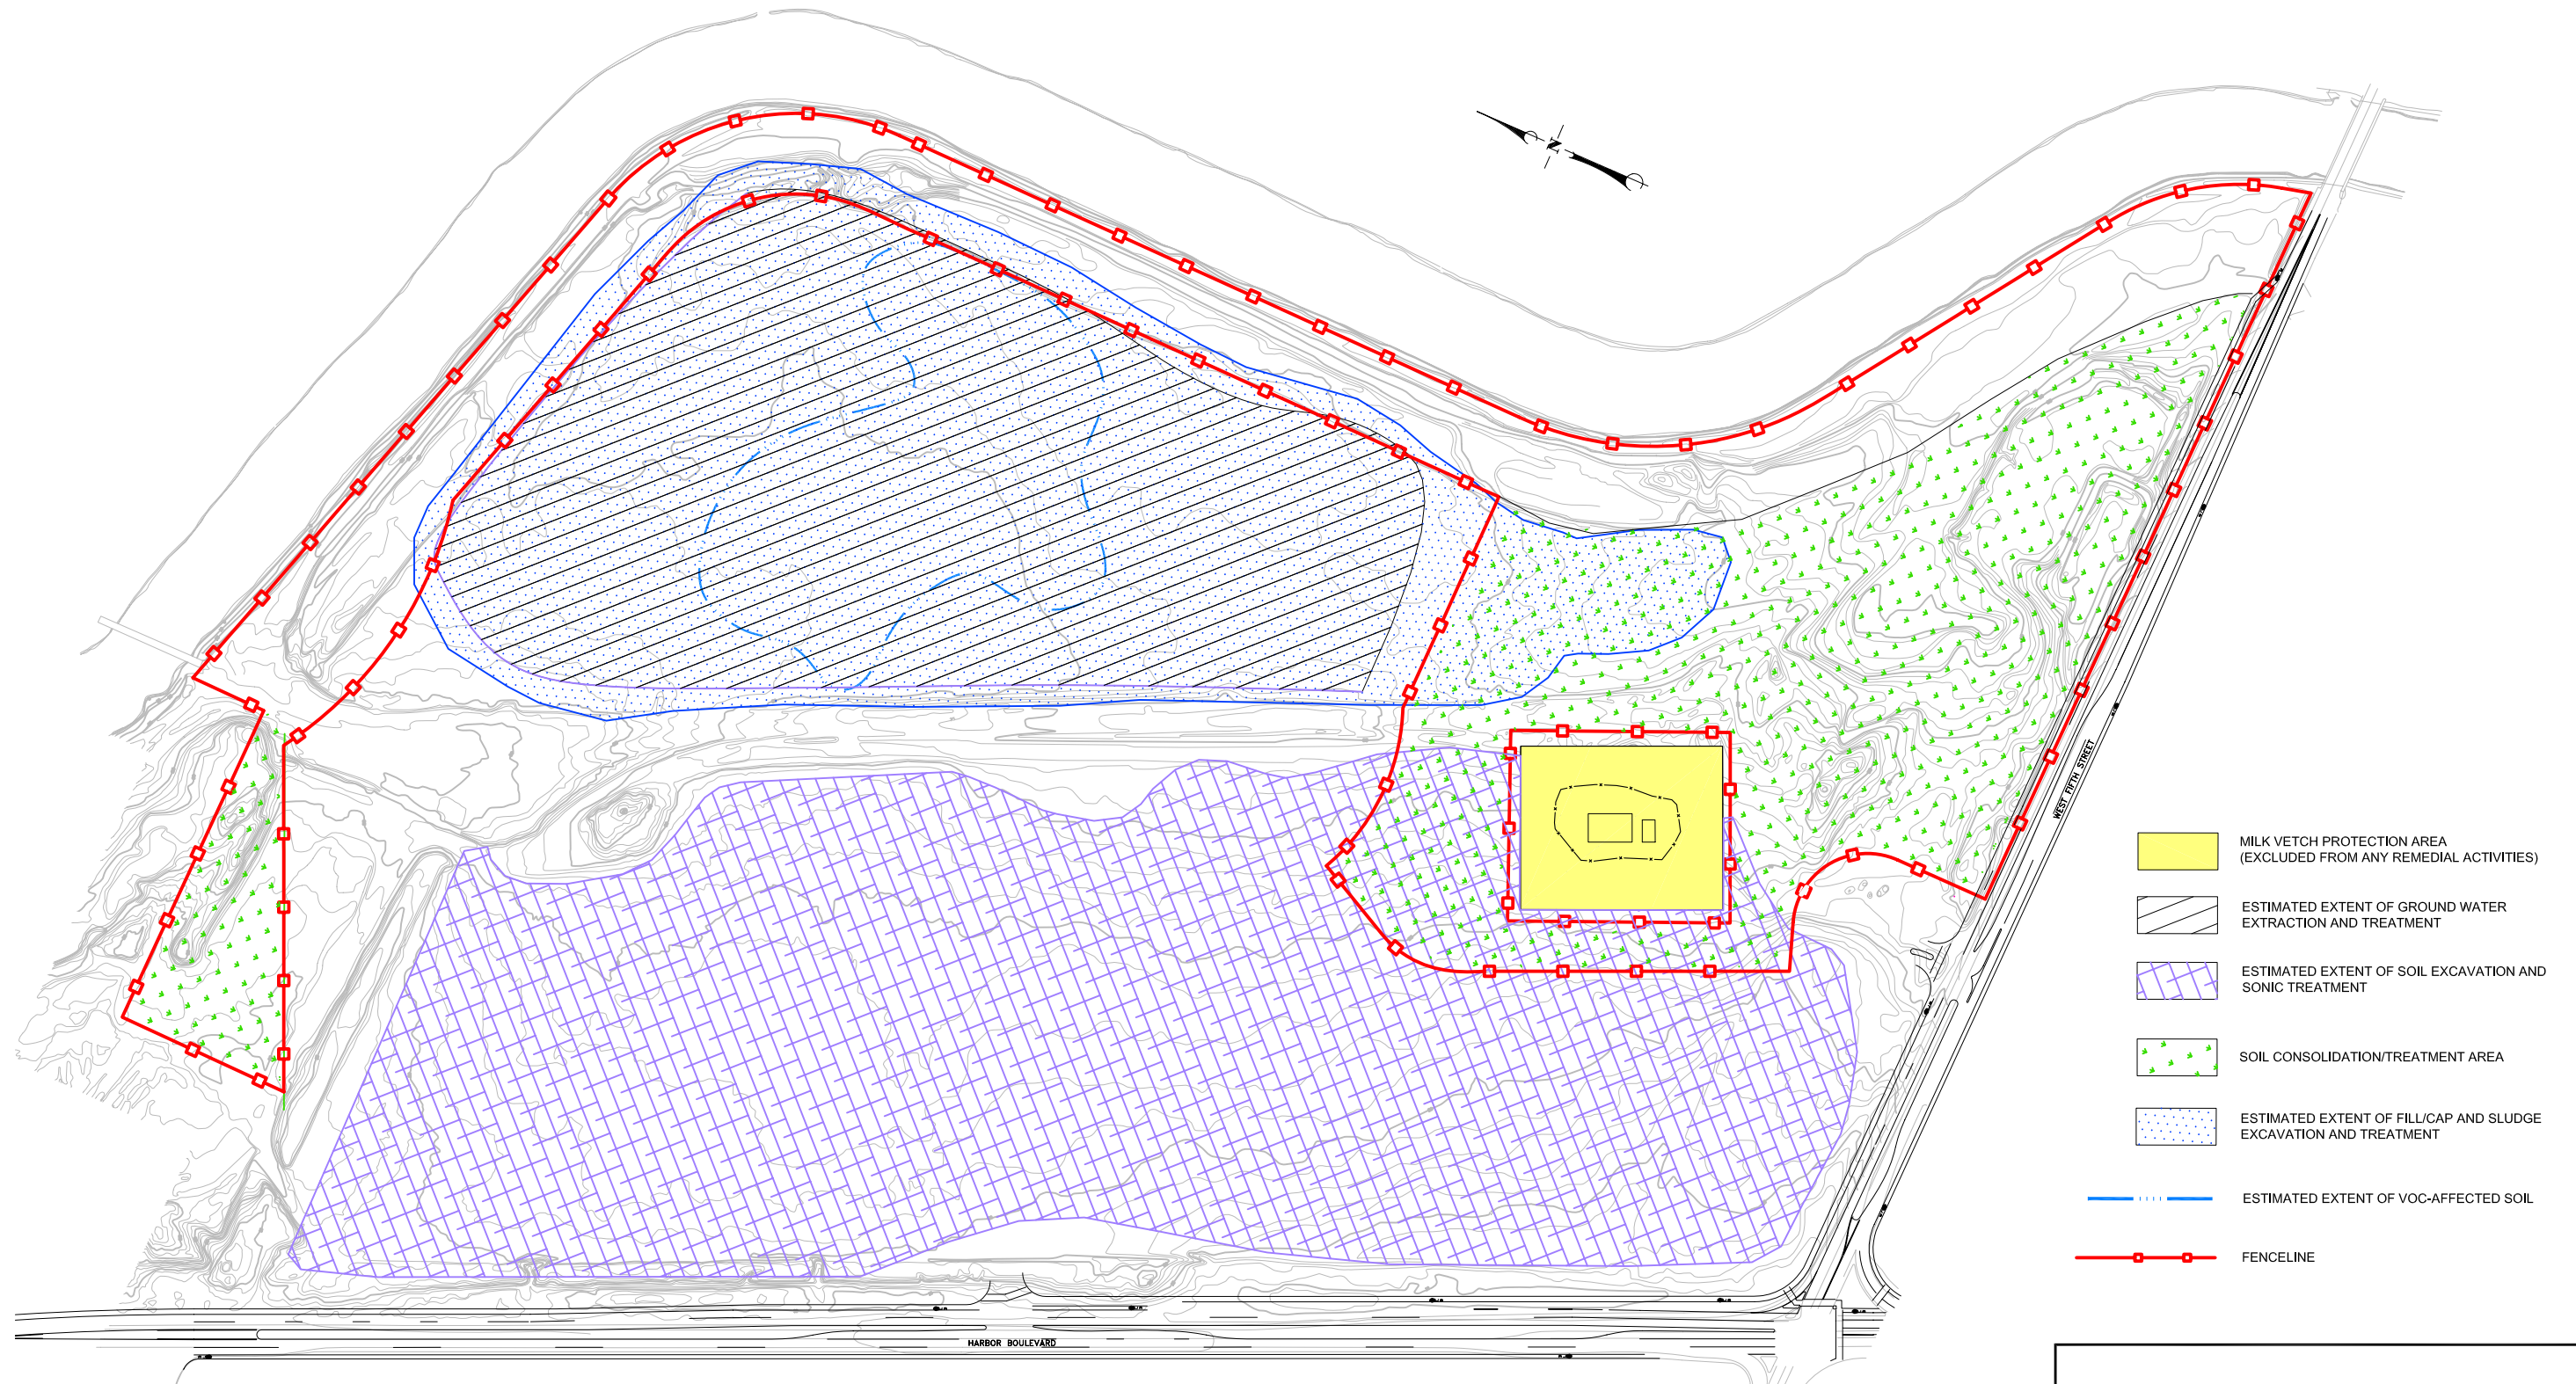 N
WEST FIFTH STREET
MILK VETCH PROTECTION AREA
(EXCLUDED FROM ANY REMEDIAL ACTIVITIES)
ESTIMATED EXTENT OF GROUND WATER
EXTRACTION AND TREATMENT
ESTIMATED EXTENT OF SOIL EXCAVATION AND
SONIC TREATMENT
SOIL CONSOLIDATION/TREATMENT AREA
ESTIMATED EXTENT OF FILL/CAP AND SLUDGE
EXCAVATION AND TREATMENT
ESTIMATED EXTENT OF VOC-AFFECTED SOIL
FENCELINE
HARBOR BOULEVARD